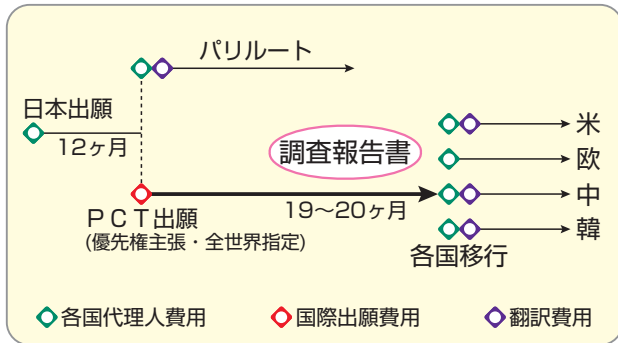 パリルート
日本出願
12ヶ月
調査報告書
米
欧
中
韓
19～20ヶ月
ＰＣＴ出願
(優先権主張・全世界指定)
各国移行
各国代理人費用
国際出願費用
翻訳費用